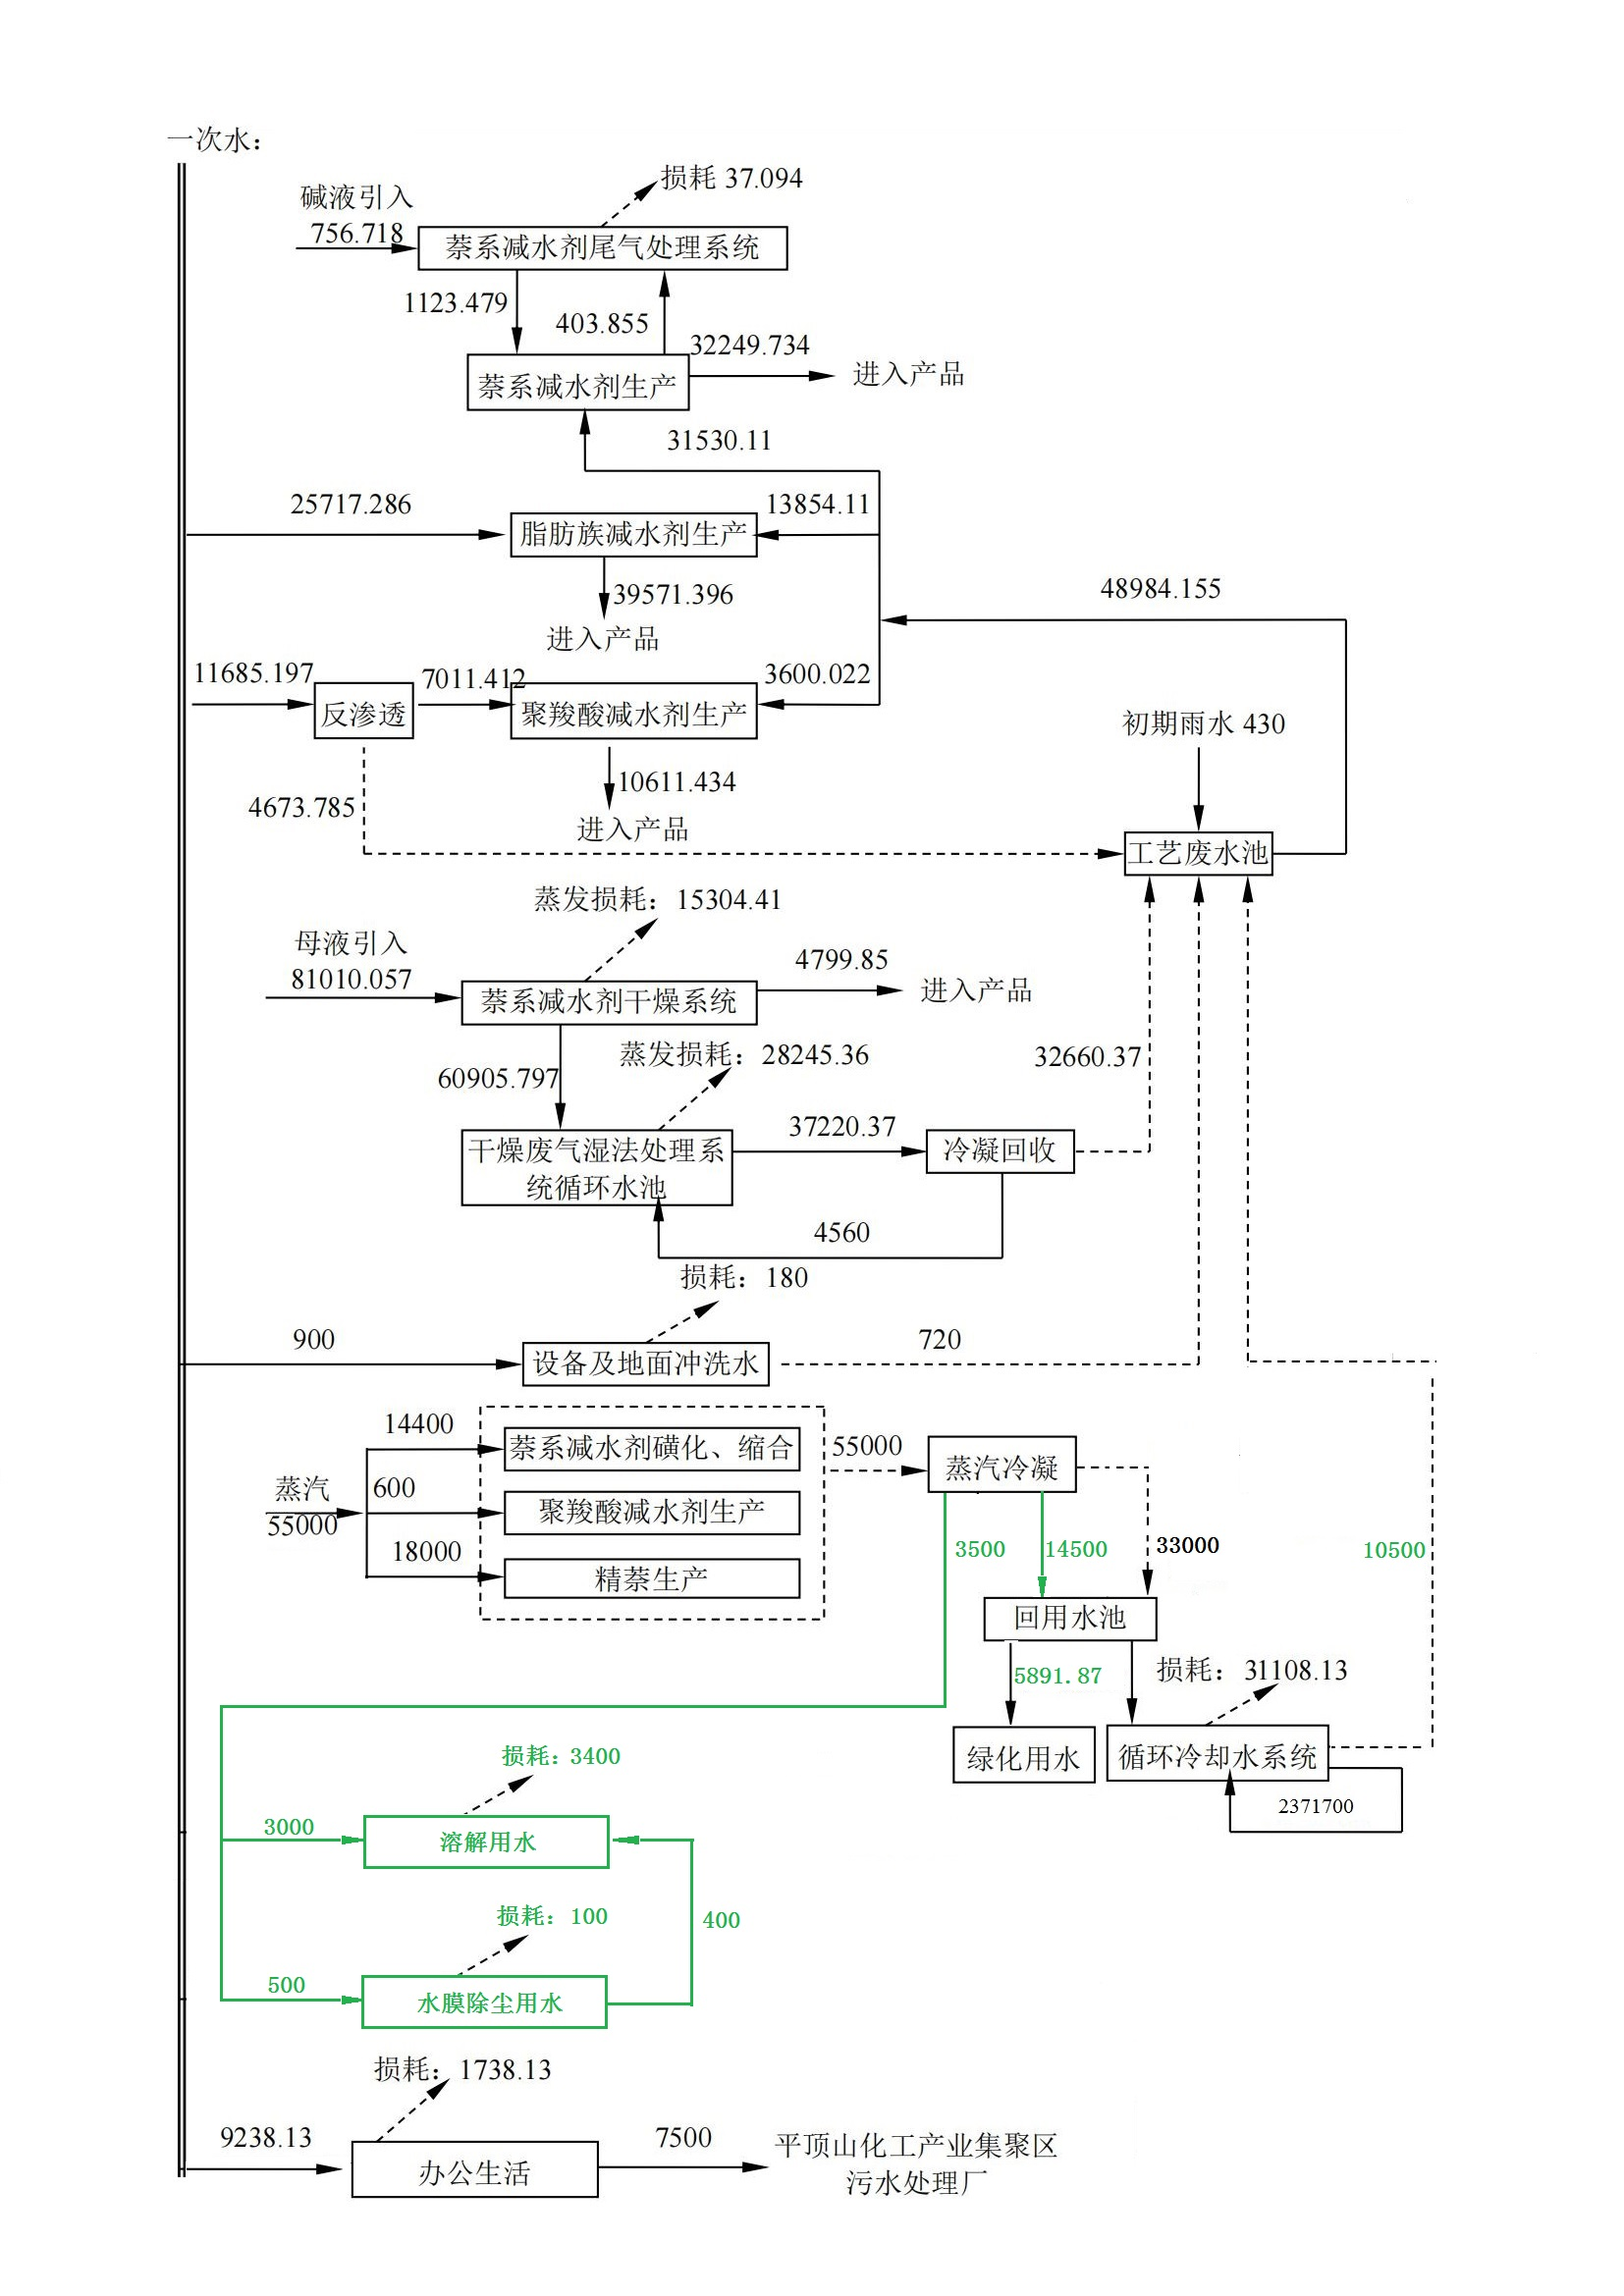 一次水：
损耗 37.094
碱液引入
756.718
萘系减水剂尾气处理系统
1123.479
403.855
32249.734
萘系减水剂生产
进入产品
31530.11
25717.286
13854.11
脂肪族减水剂生产
39571.396
48984.155
进入产品
11685.197
7011.412
3600.022
反渗透
聚羧酸减水剂生产
初期雨水 430
10611.434
4673.785
进入产品
工艺废水池
蒸发损耗：15304.41
母液引入
81010.057
4799.85
萘系减水剂干燥系统
进入产品
蒸发损耗：28245.36
32660.37
60905.797
37220.37
干燥废气湿法处理系
统循环水池
冷凝回收
4560
损耗：180
900
720
设备及地面冲洗水
14400
萘系减水剂磺化、缩合
55000
蒸汽冷凝
蒸汽
55000
600
聚羧酸减水剂生产
18000
精萘生产
3500
14500
33000
10500
回用水池
5891.87
损耗：31108.13
绿化用水
循环冷却水系统
2371700
损耗：3400
3000
溶解用水
损耗：100
400
500
水膜除尘用水
损耗：1738.13
9238.13
7500
办公生活
平顶山化工产业集聚区
污水处理厂